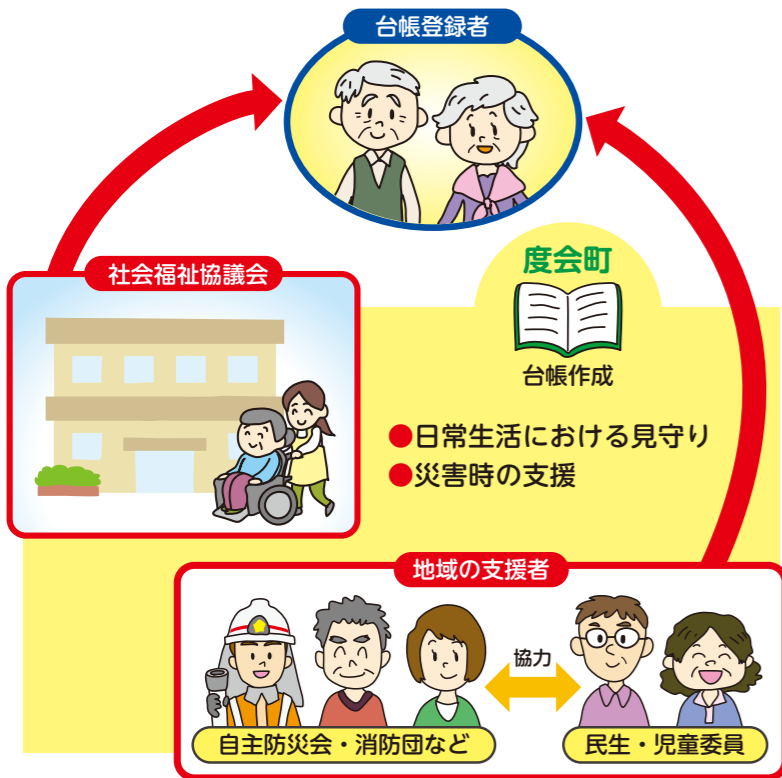 台帳登録者
社会福祉協議会
度会町
台帳作成
●日常生活における見守り
●災害時の支援
地域の支援者
協力
自主防災会・消防団など
民生・児童委員